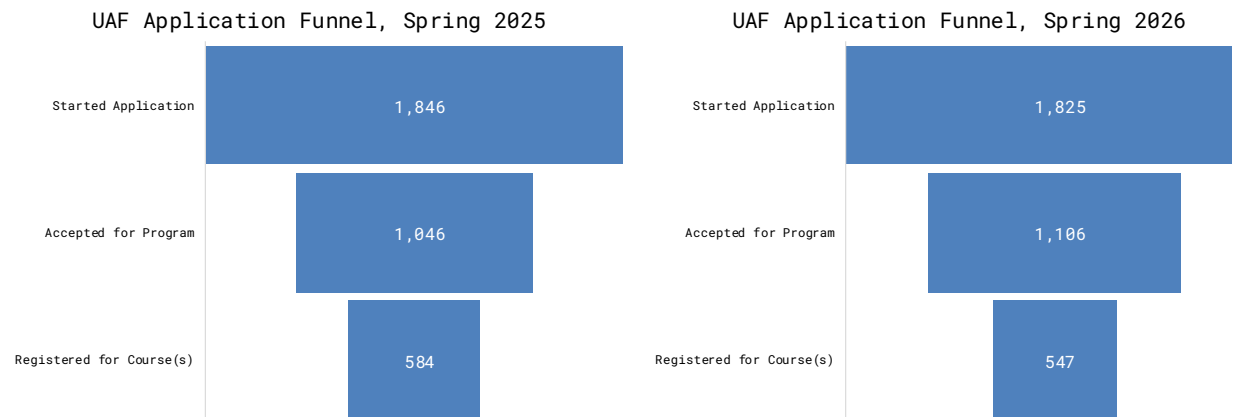 UAF Application Funnel, Spring 2025
Started Application
1,846
Accepted for Program
1,046
Registered for Course(s)
584
UAF Application Funnel, Spring 2026
Started Application
1,825
Accepted for Program
1,106
Registered for Course(s)
547